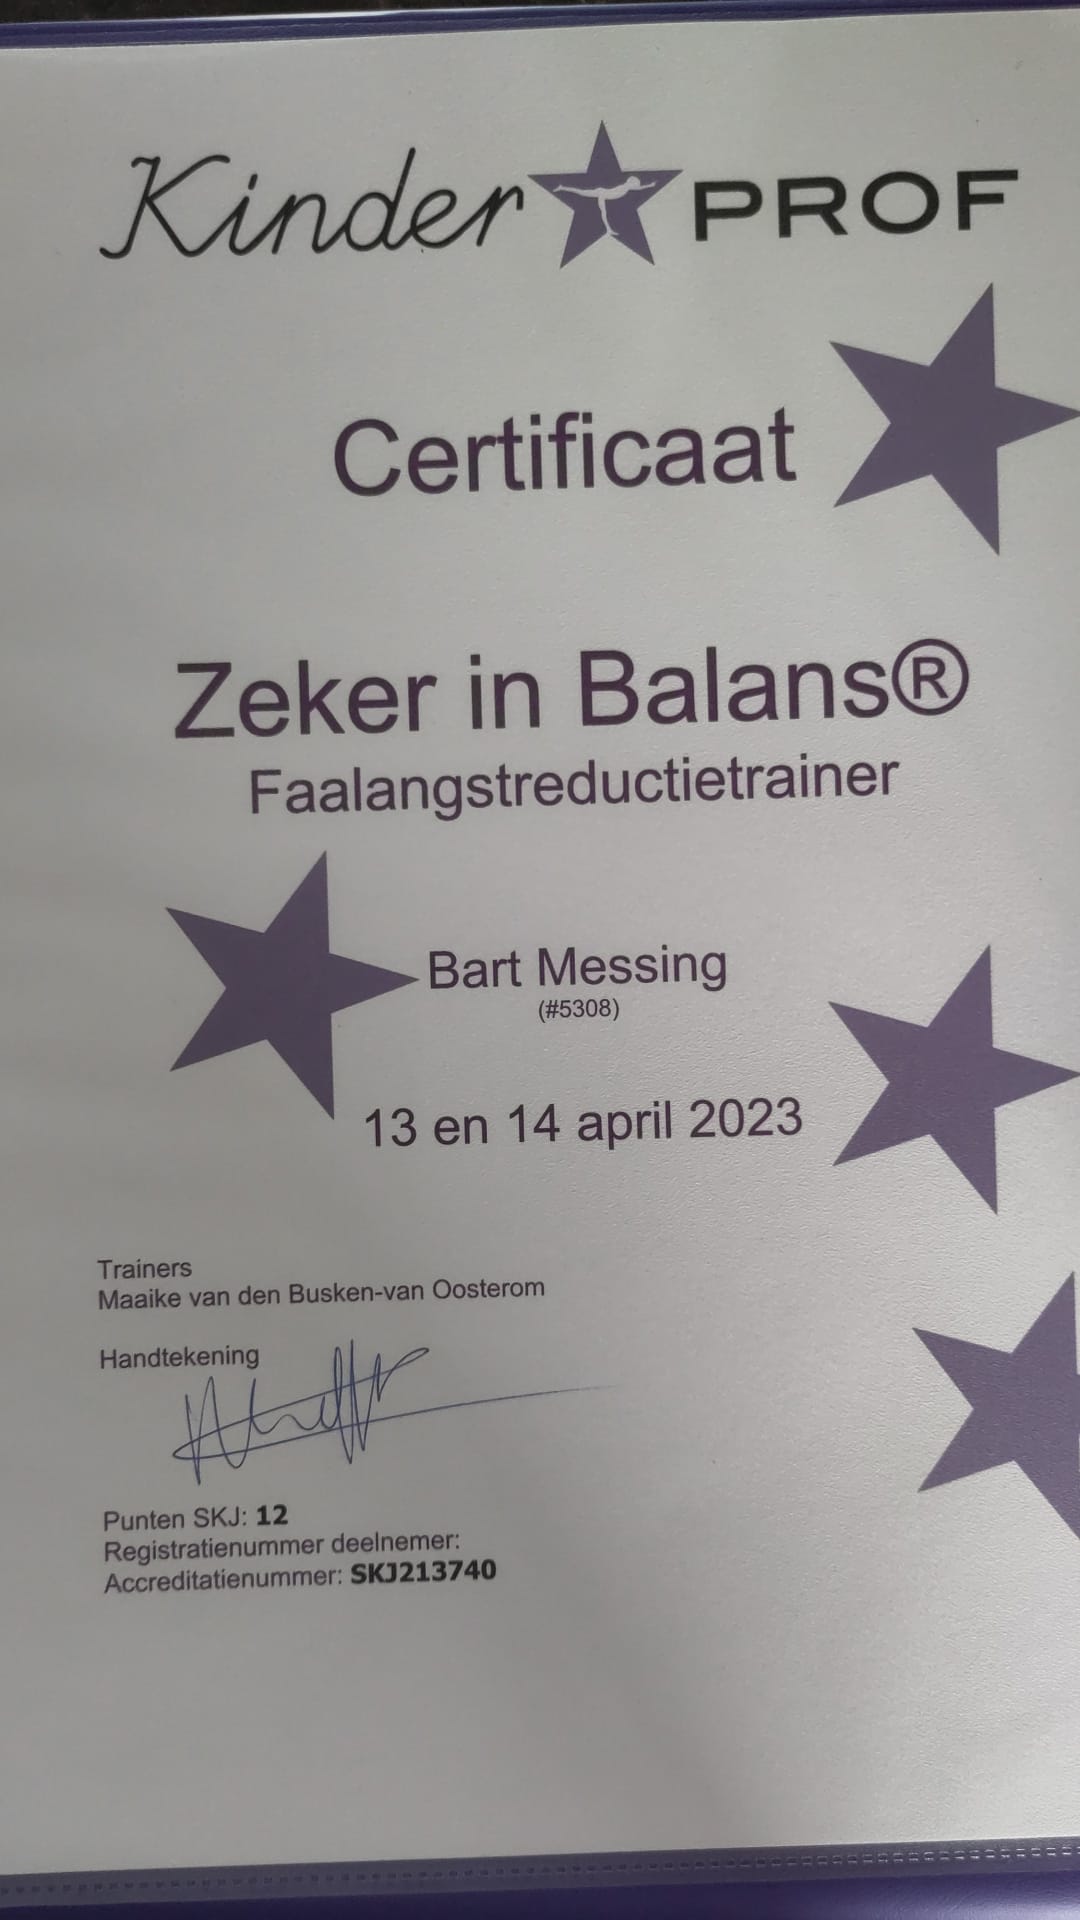 Kinder PROF
Certificaat
Zeker in Balans®
Faalangstreductietrainer
Bart Messing
(#5308)
13 en 14 april 2023
Trainers
Maaike van den Busken-van Oosterom
Handtekening
Punten SKJ: 12
Registratienummer deelnemer:
Accreditatienummer: SKJ213740